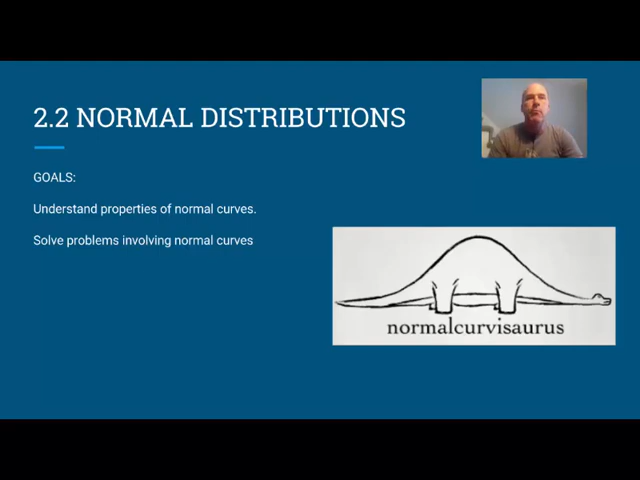 2.2 NORMAL DISTRIBUTIONS
GOALS:
Understand properties of normal curves.
Solve problems involving normal curves
normalcurvisaurus